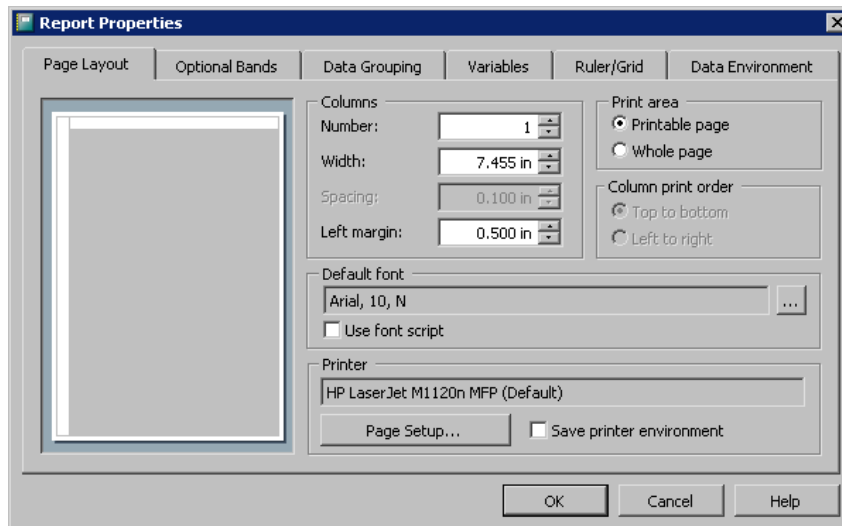 Report Properties
Page Layout
Optional Bands
Data Grouping
Variables
Ruler/Grid
Data Environment
Columns
Number:
1
Width:
7.455 in
Spacing:
0.100 in
Left margin:
0.500 in
Print area
Printable page
Whole page
Column print order
Top to bottom
Left to right
Default font
Arial, 10, N
...
Use font script
Printer
HP LaserJet M1120n MFP (Default)
Page Setup...
Save printer environment
OK
Cancel
Help